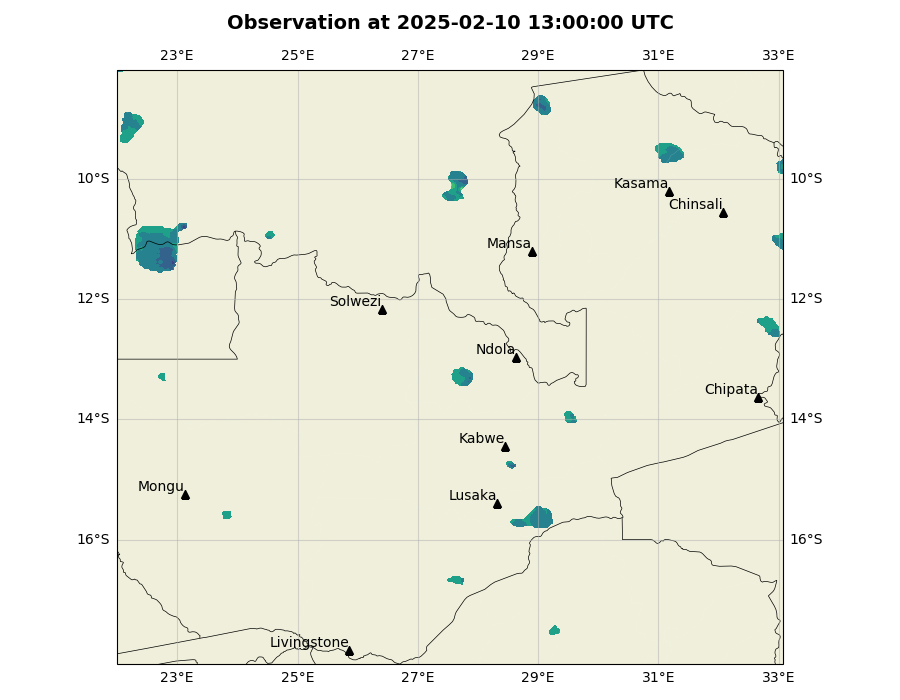 Observation at 2025-02-10 13:00:00 UTC
23°E 25°E 27°E 29°E 31°E 33°E
10°S 10°S
Kasama
Chinsali
Mansa
12°S 12°S
Solwezi
Ndola
Chipata
14°S 14°S
Kabwe
Mongu
Lusaka
16°S 16°S
Livingstone
23°E 25°E 27°E 29°E 31°E 33°E